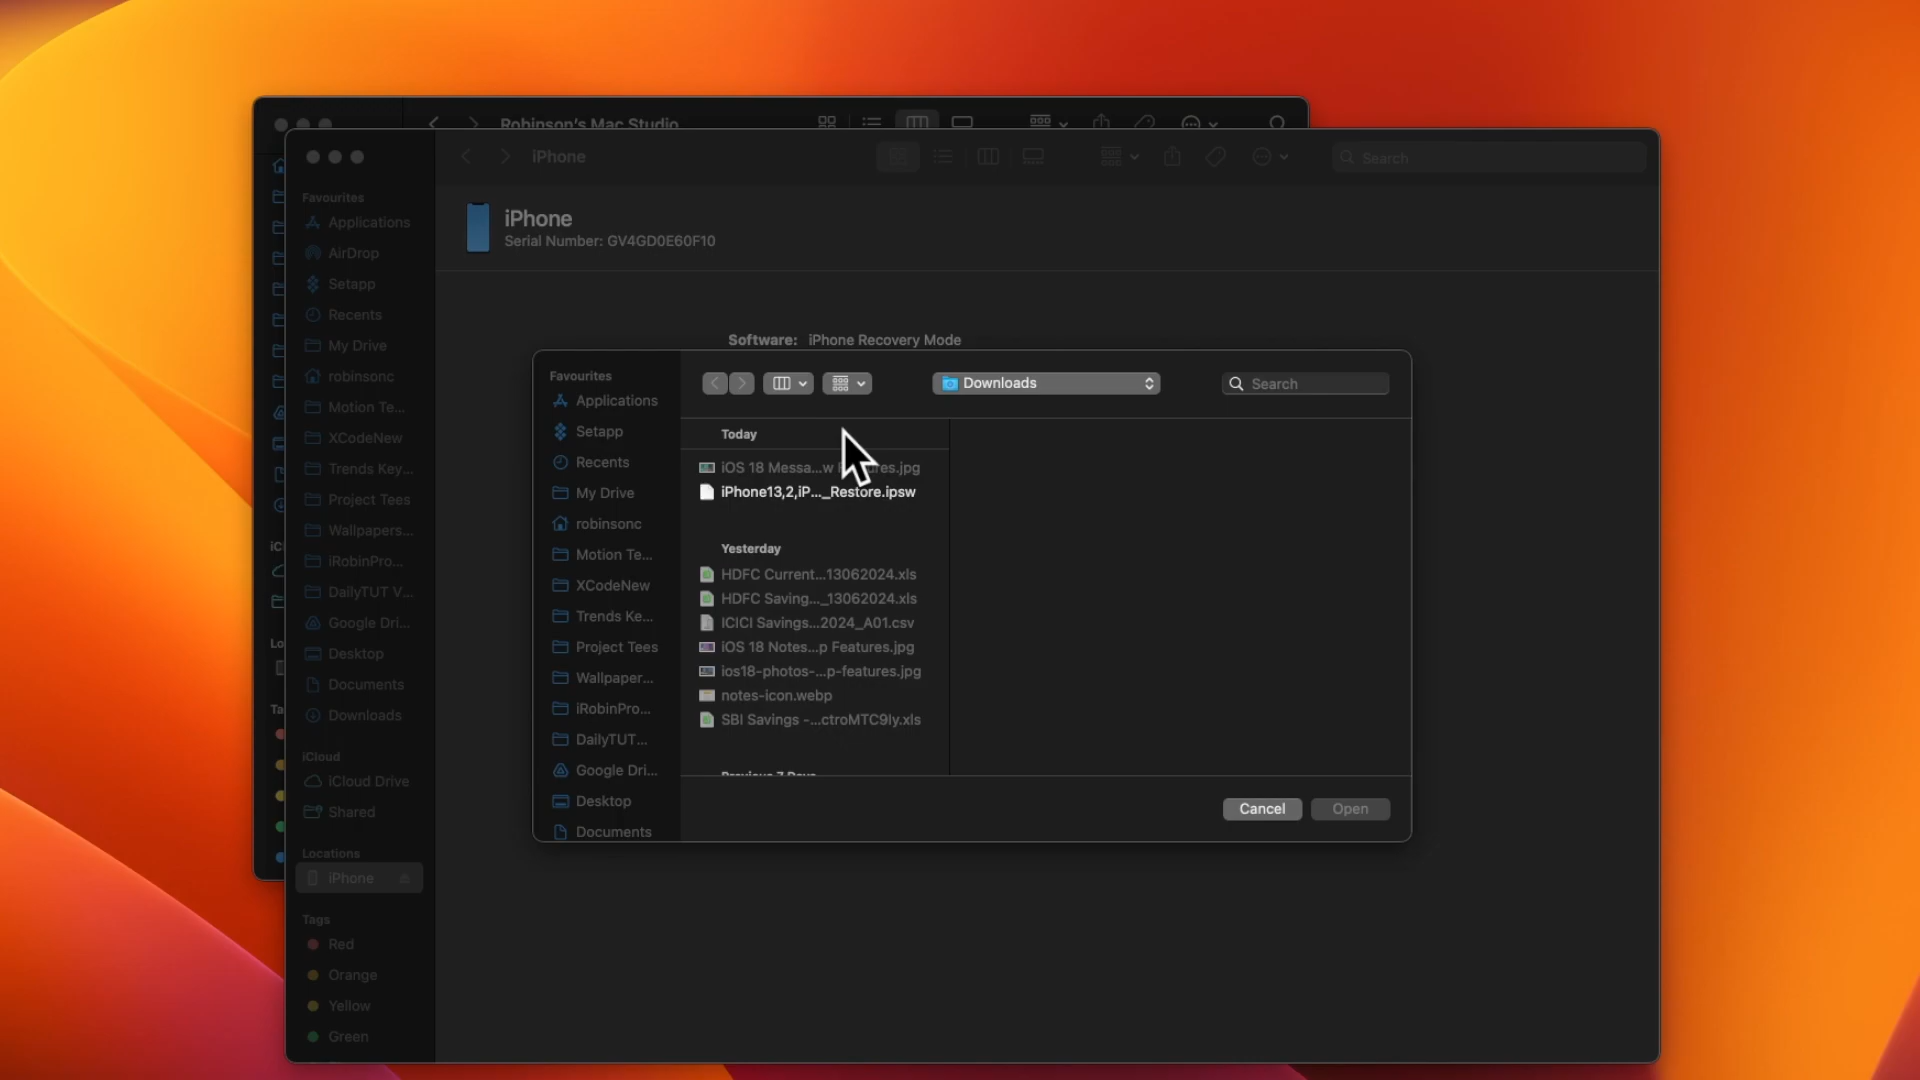 Robinson's Mac Studio
iPhone
Search
Favourites
Applications
AirDrop
Setapp
Recents
My Drive
robinsonc
Motion Te...
XCodeNew
Trends Key...
Project Tees
Wallpapers...
iRobinPro...
DailyTUT V...
Google Dri...
Desktop
Documents
Downloads
iCloud
iCloud Drive
Shared
Locations
iPhone
Tags
Red
Orange
Yellow
Green
iPhone
Serial Number: GV4GD0E60F10
Software: iPhone Recovery Mode
Favourites
Applications
Setapp
Recents
My Drive
robinsonc
Motion Te...
XCodeNew
Trends Ke...
Project Tees
Wallpaper...
iRobinPro...
DailyTUT...
Google Dri...
Desktop
Documents
Downloads
Search
Today
iOS 18 Messa...w
iPhone13,2,iP..._Restore.ipsw
Yesterday
HDFC Current...13062024.xls
HDFC Saving..._13062024.xls
ICICI Savings...2024_A01.csv
iOS 18 Notes...p Features.jpg
ios18-photos-...p-features.jpg
notes-icon.webp
SBI Savings -...ctroMTC9ly.xls
Previous 7 Days
Cancel
Open